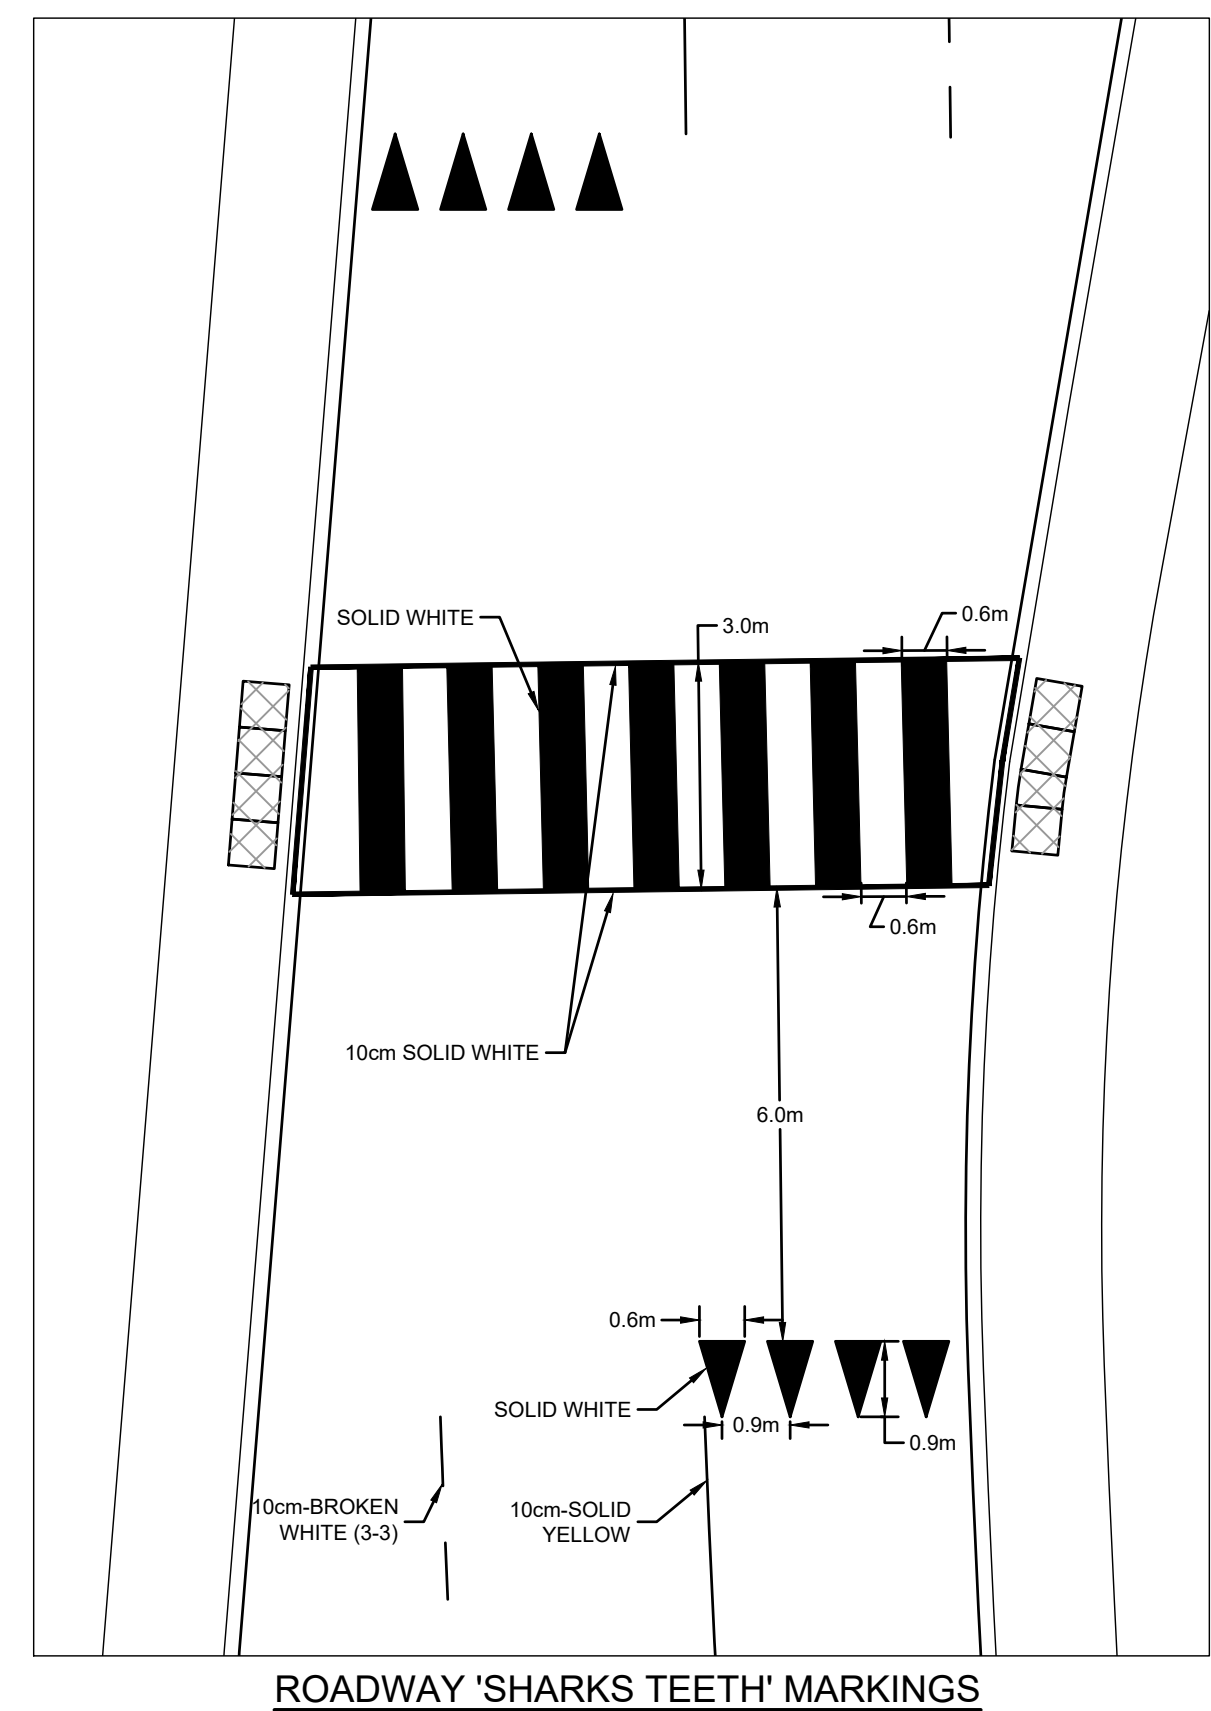 SOLID WHITE
3.0m
0.6m
0.6m
10cm SOLID WHITE
6.0m
0.6m
SOLID WHITE
0.9m
0.9m
10cm-BROKEN
WHITE (3-3)
10cm-SOLID
YELLOW
ROADWAY 'SHARKS TEETH' MARKINGS